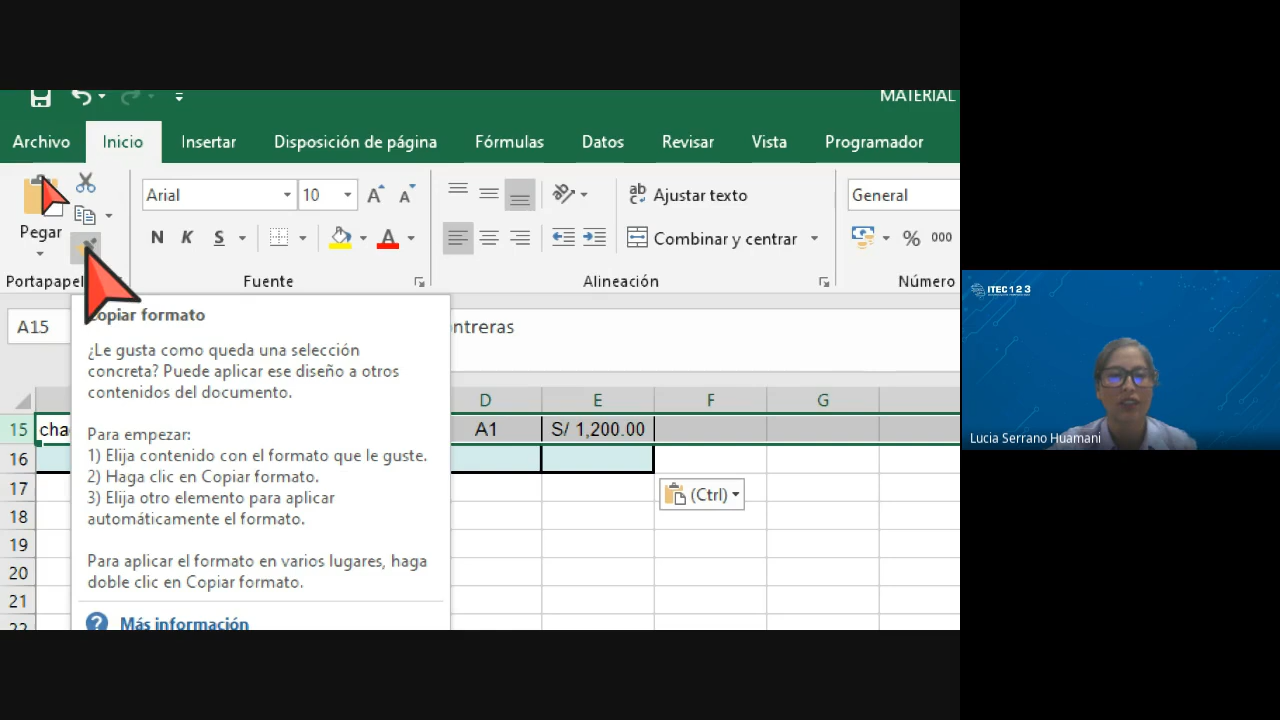 MATERIAL
Archivo Inicio Insertar Disposición de página Fórmulas Datos Revisar Vista Programador
Arial 10 A A ab Ajustar texto General
Pegar N K S A Combinar y centrar % 000
Portapapel Fuente Alineación Número
A15 ontreras
Copiar formato
¿Le gusta como queda una selección
concreta? Puede aplicar ese diseño a otros
contenidos del documento.
Para empezar:
1) Elija contenido con el formato que le guste.
2) Haga clic en Copiar formato.
3) Elija otro elemento para aplicar
automáticamente el formato.
Para aplicar el formato en varios lugares, haga
doble clic en Copiar formato.
? Más información
D E F G
15 cha A1 S/ 1,200.00
16
17 (Ctrl)
18
19
20
21
22
ITEC 1 2 3
Lucia Serrano Huamani